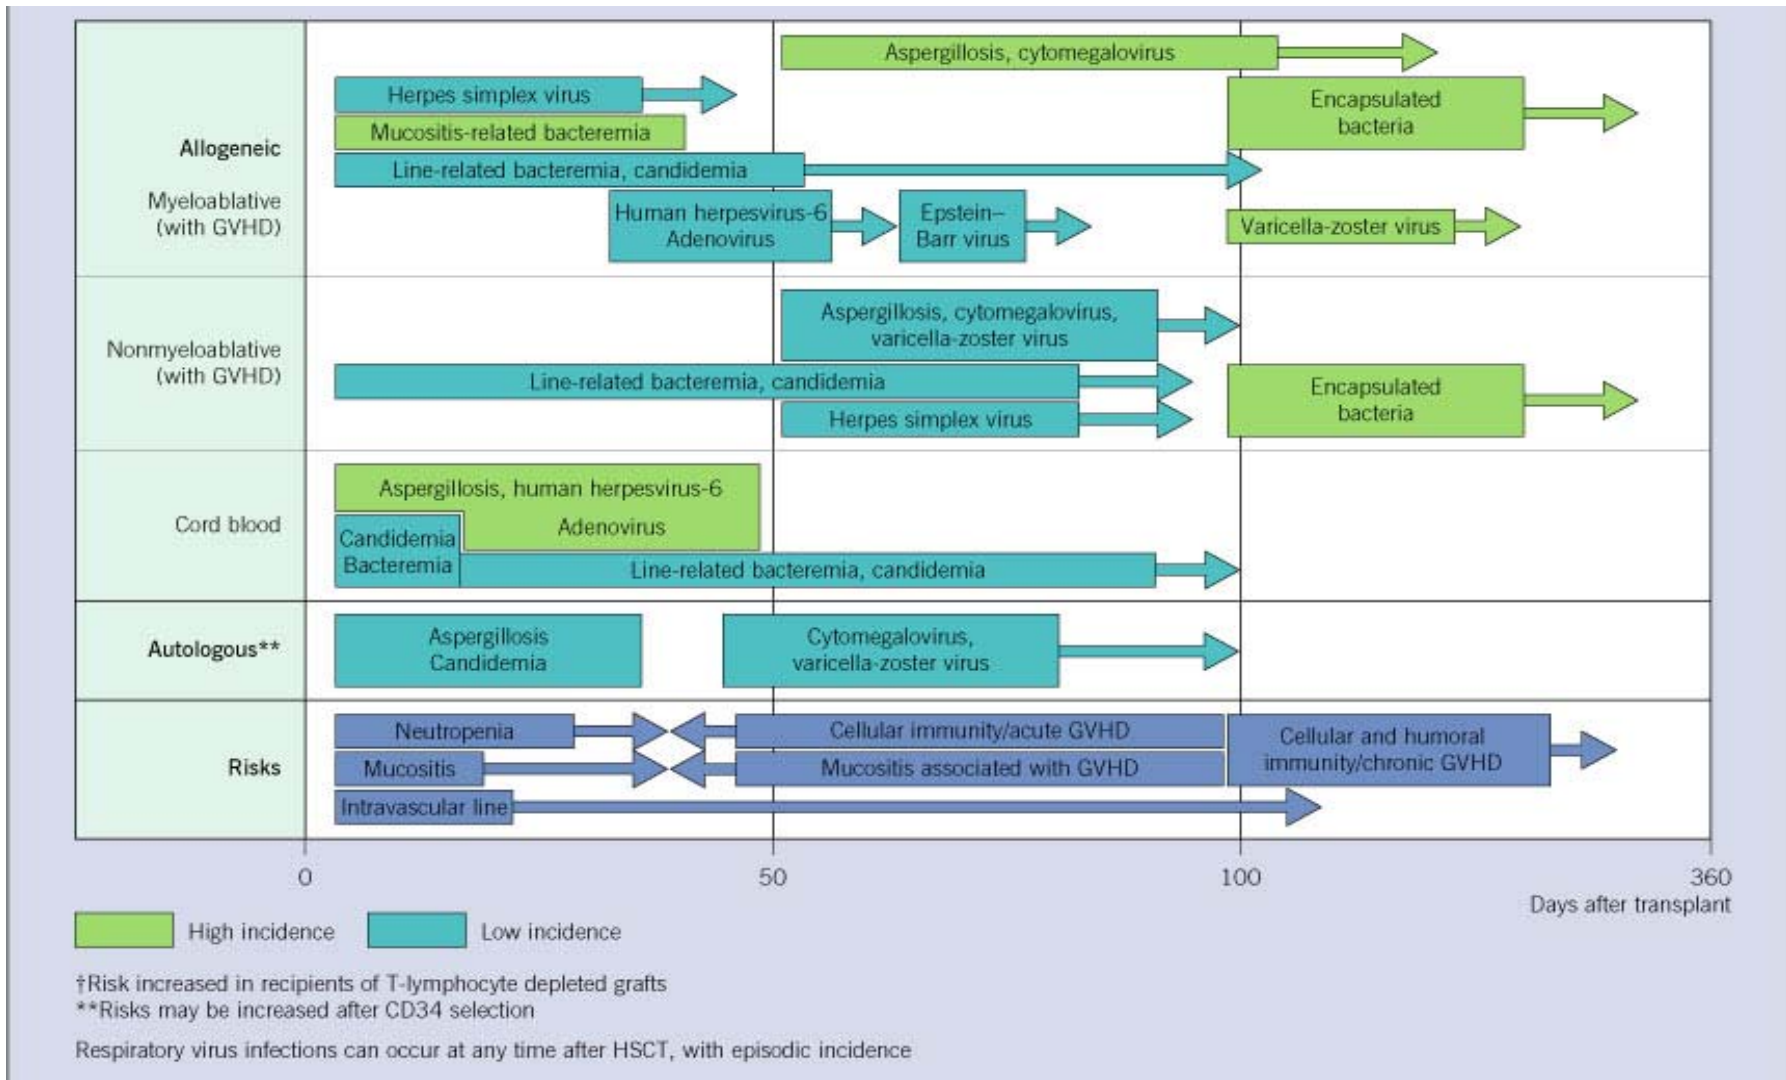 Aspergillosis, cytomegalovirus
Herpes simplex virus
Mucositis-related bacteremia
Encapsulated
bacteria
Allogeneic
Line-related bacteremia, candidemia
Myeloablative
(with GVHD)
Human herpesvirus-6
Adenovirus
Epstein–
Barr virus
Varicella-zoster virus
Nonmyeloablative
(with GVHD)
Aspergillosis, cytomegalovirus,
varicella-zoster virus
Line-related bacteremia, candidemia
Herpes simplex virus
Encapsulated
bacteria
Cord blood
Aspergillosis, human herpesvirus-6
Adenovirus
Candidemia
Bacteremia
Line-related bacteremia, candidemia
Autologous**
Aspergillosis
Candidemia
Cytomegalovirus,
varicella-zoster virus
Risks
Neutropenia
Cellular immunity/acute GVHD
Mucositis
Mucositis associated with GVHD
Cellular and humoral
immunity/chronic GVHD
Intravascular line
0 50 100 360
Days after transplant
High incidence Low incidence
†Risk increased in recipients of T-lymphocyte depleted grafts
**Risks may be increased after CD34 selection
Respiratory virus infections can occur at any time after HSCT, with episodic incidence